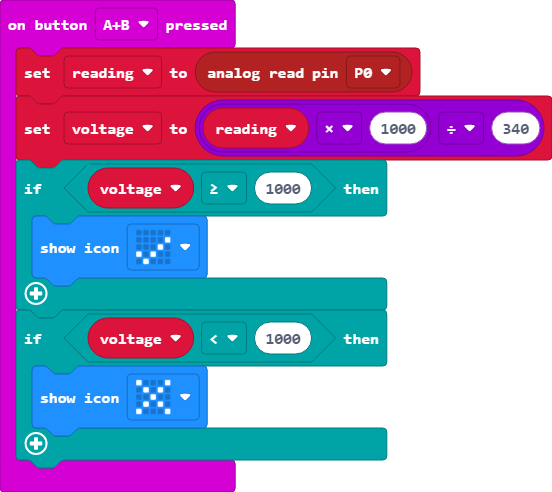 on button A+B pressed
set reading to analog read pin P0
set voltage to reading × 1000 ÷ 340
if voltage ≥ 1000 then
show icon
if voltage < 1000 then
show icon